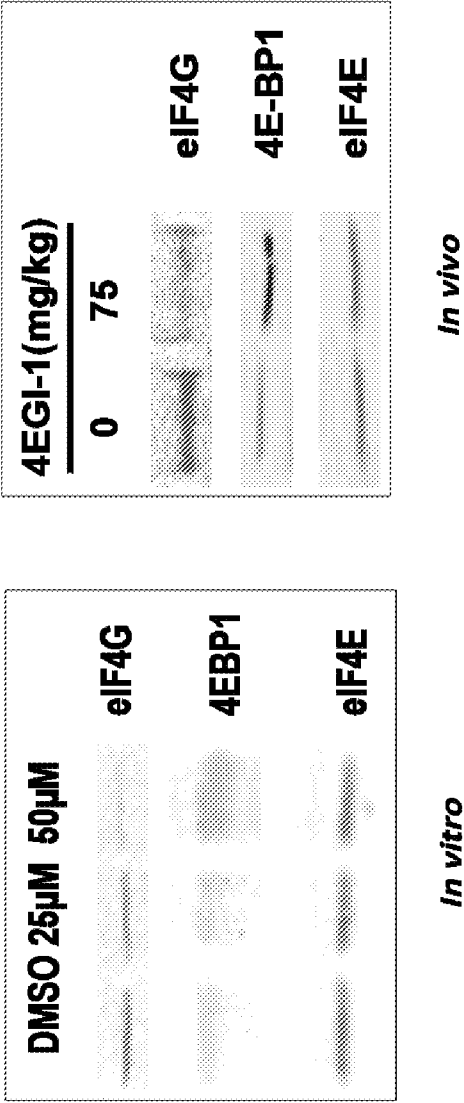 DMSO 25µM 50µM
eIF4G
4EBP1
eIF4E
In vitro
4EGI-1(mg/kg)
0 75
eIF4G
4E-BP1
eIF4E
In vivo